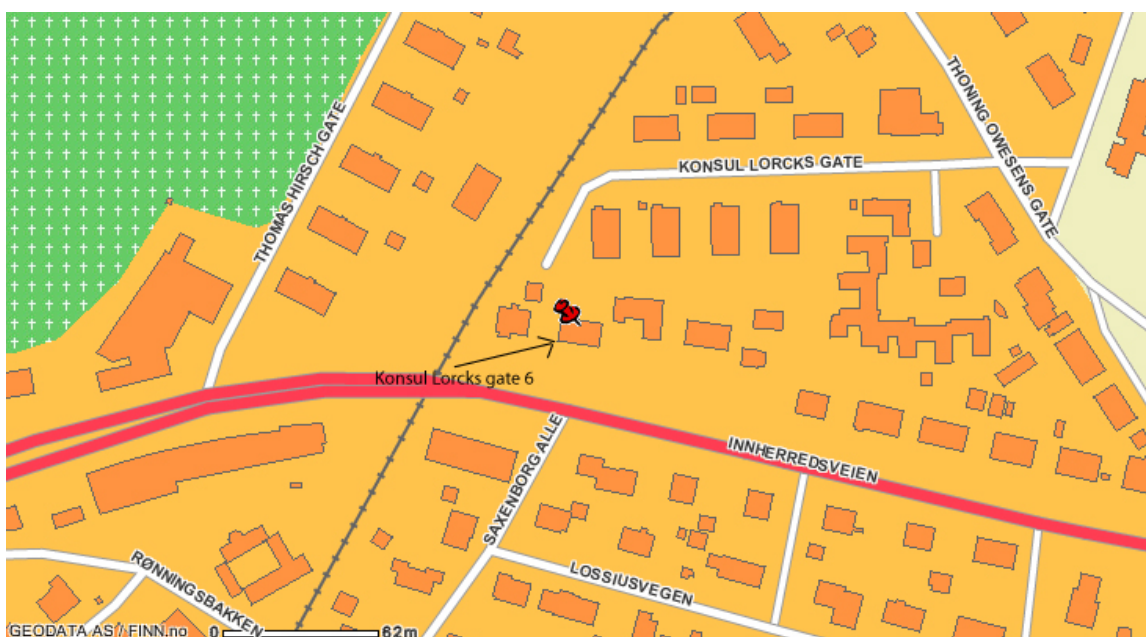 THOMAS HIRSCH GATE
KONSUL LORCKS GATE
THONING OWESENS GATE
Konsul Lorcks gate 6
INNHERREDSVEIEN
SAXENBORG ALLE
LOSSIUSVEGEN
RØNNINGSBAKKEN
GEODATA AS / FINN.no 0 62m